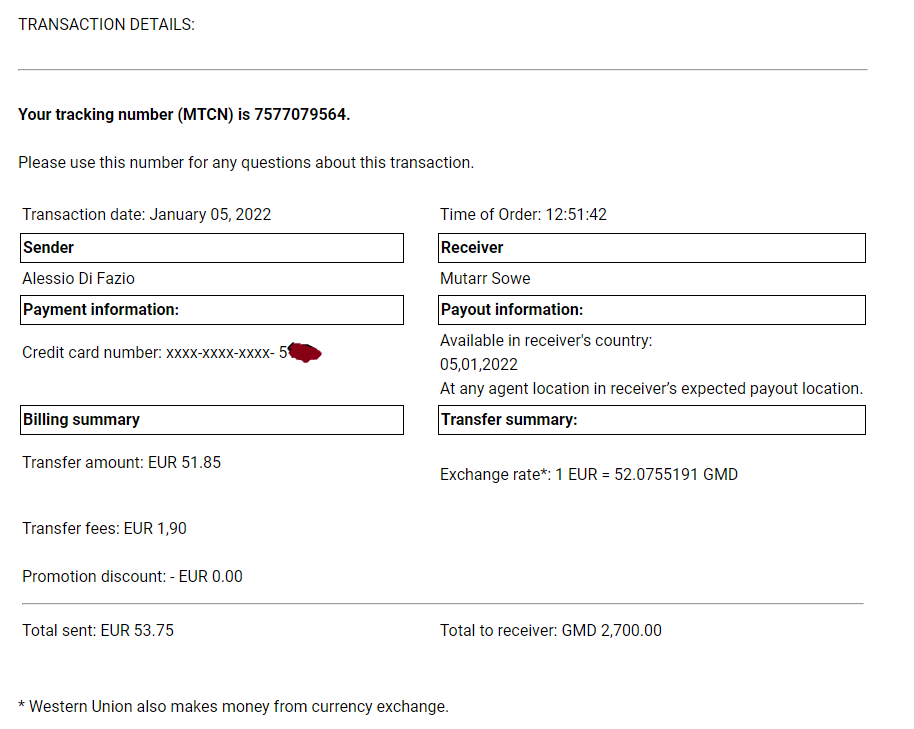 TRANSACTION DETAILS:
Your tracking number (MTCN) is 7577079564.
Please use this number for any questions about this transaction.
Transaction date: January 05, 2022
Time of Order: 12:51:42
Sender
Receiver
Alessio Di Fazio
Mutarr Sowe
Payment information:
Payout information:
Credit card number: xxxx-xxxx-xxxx- 5
Available in receiver's country:
05,01,2022
At any agent location in receiver’s expected payout location.
Billing summary
Transfer summary:
Transfer amount: EUR 51.85
Exchange rate*: 1 EUR = 52.0755191 GMD
Transfer fees: EUR 1,90
Promotion discount: - EUR 0.00
Total sent: EUR 53.75
Total to receiver: GMD 2,700.00
* Western Union also makes money from currency exchange.